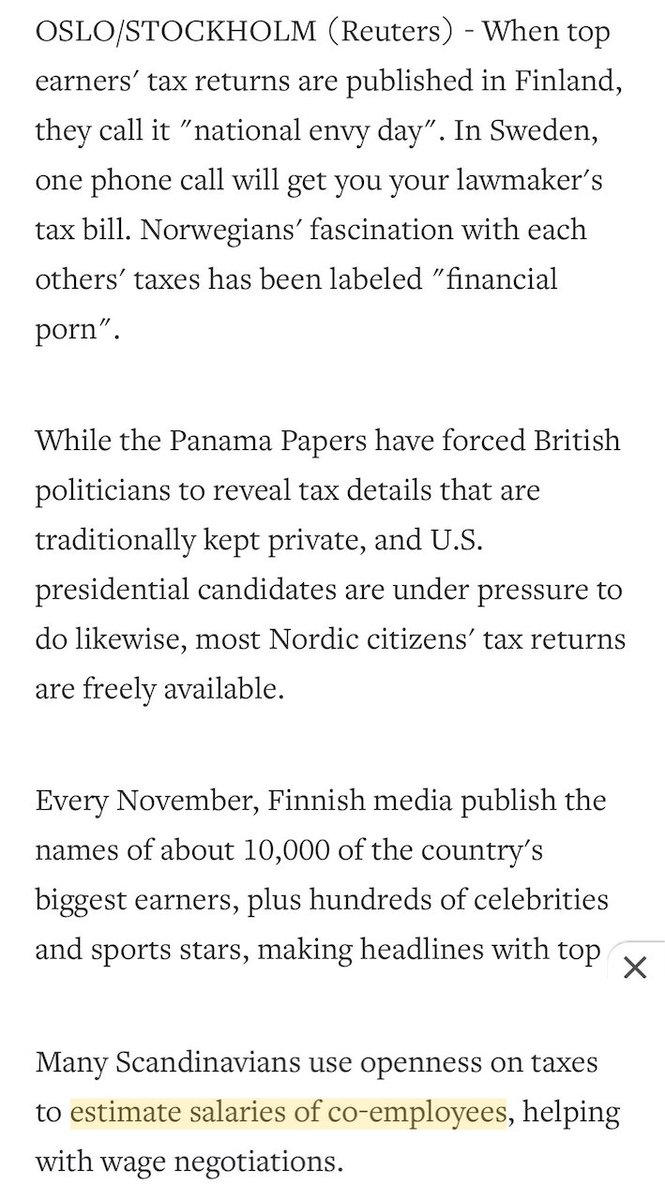 OSLO/STOCKHOLM (Reuters) - When top
earners' tax returns are published in Finland,
they call it "national envy day". In Sweden,
one phone call will get you your lawmaker's
tax bill. Norwegians' fascination with each
others' taxes has been labeled "financial
porn".
While the Panama Papers have forced British
politicians to reveal tax details that are
traditionally kept private, and U.S.
presidential candidates are under pressure to
do likewise, most Nordic citizens' tax returns
are freely available.
Every November, Finnish media publish the
names of about 10,000 of the country's
biggest earners, plus hundreds of celebrities
and sports stars, making headlines with top
Many Scandinavians use openness on taxes
to estimate salaries of co-employees, helping
with wage negotiations.